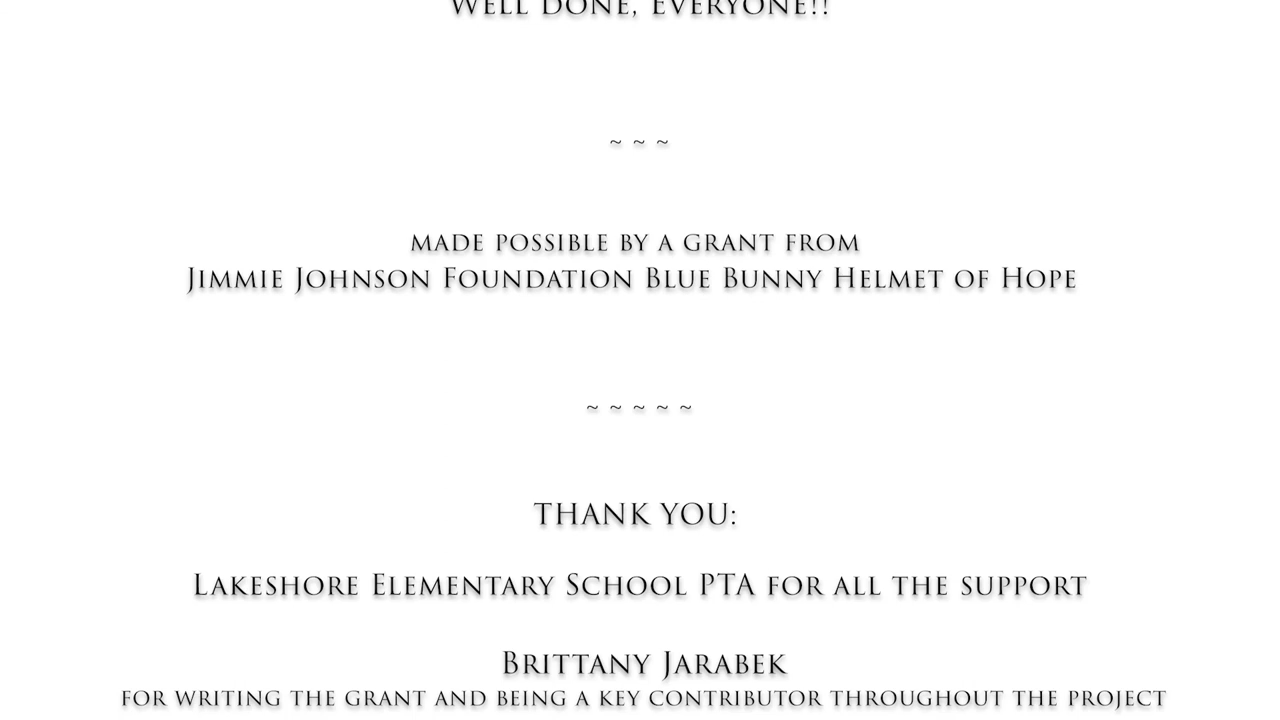 Well done, Everyone!!
~ ~ ~
made possible by a grant from
Jimmie Johnson Foundation Blue Bunny Helmet of Hope
~ ~ ~ ~ ~
THANK YOU:
Lakeshore Elementary School PTA for all the support
Brittany Jarabek
for writing the grant and being a key contributor throughout the project